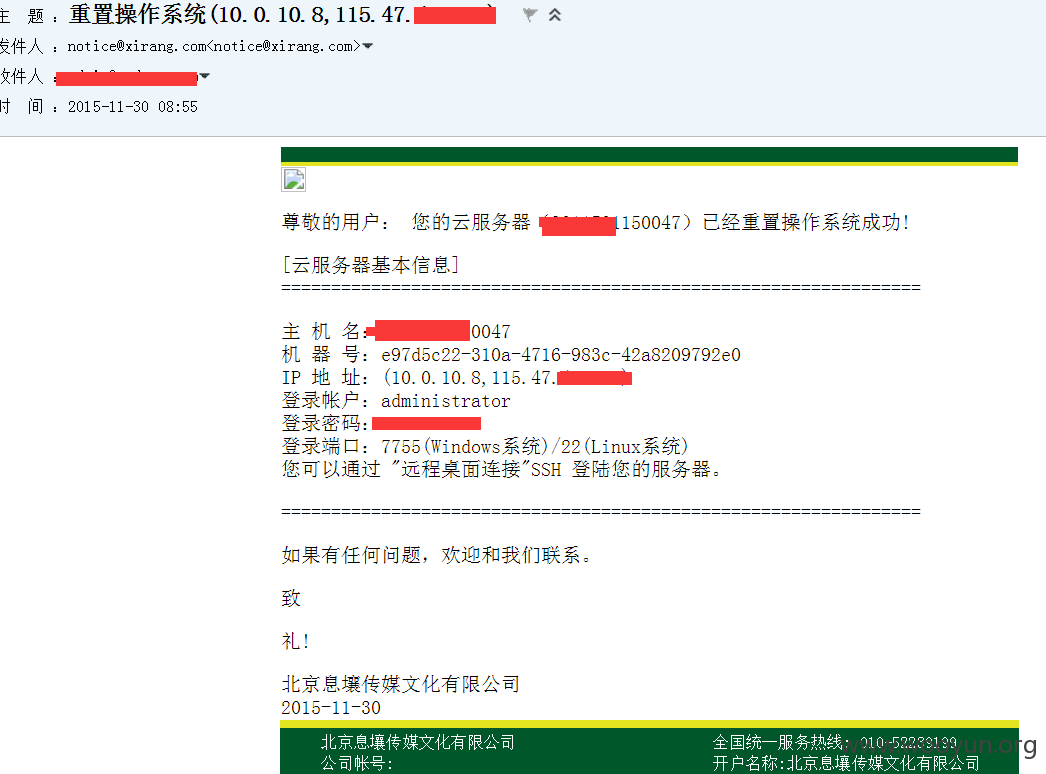 主 题：重置操作系统(10.0.10.8,115.47.
发件人：notice@xirang.com<notice@xirang.com>
收件人：
时 间：2015-11-30 08:55
尊敬的用户： 您的云服务器（1150047）已经重置操作系统成功!
[云服务器基本信息]
================================================================
主 机 名：0047
机 器 号：e97d5c22-310a-4716-983c-42a8209792e0
IP 地 址：(10.0.10.8,115.47.
登录帐户：administrator
登录密码：
登录端口：7755(Windows系统)/22(Linux系统)
您可以通过 "远程桌面连接"SSH 登陆您的服务器。
================================================================
如果有任何问题，欢迎和我们联系。
致
礼!
北京息壤传媒文化有限公司
2015-11-30
北京息壤传媒文化有限公司 全国统一服务热线：010-52289199
公司帐号： 开户名称:北京息壤传媒文化有限公司
www.wooyun.org